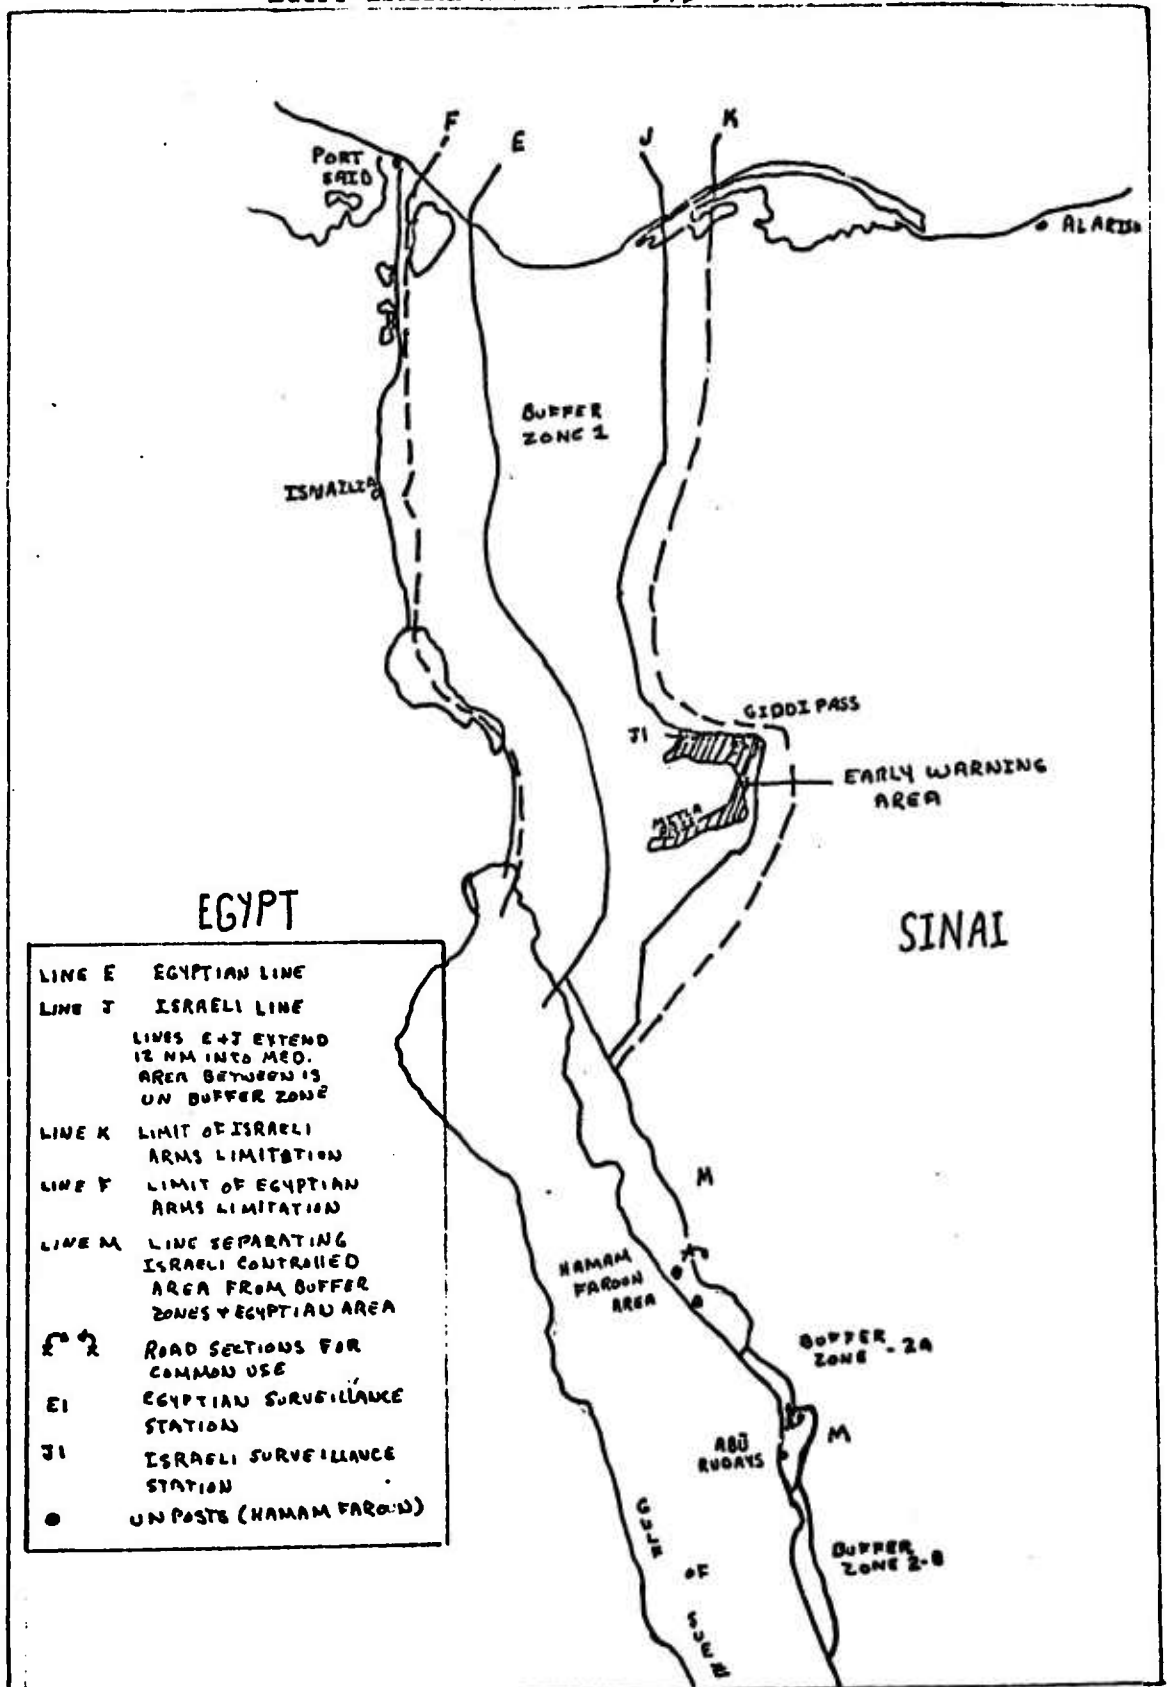 F
E
J
K
PORT
SAID
ALARISH
BUFFER
ZONE 1
ISMAILIA
GIDDI PASS
J1
EARLY WARNING
AREA
MITLA
EGYPT
SINAI
LINE E EGYPTIAN LINE
LINE J ISRAELI LINE
LINES E+J EXTEND
12 NM INTO MED.
AREA BETWEEN IS
UN BUFFER ZONE
LINE K LIMIT OF ISRAELI
ARMS LIMITATION
LINE F LIMIT OF EGYPTIAN
ARMS LIMITATION
LINE M LINE SEPARATING
ISRAELI CONTROLLED
AREA FROM BUFFER
ZONES + EGYPTIAN AREA
ROAD SECTIONS FOR
COMMON USE
E1 EGYPTIAN SURVEILLANCE
STATION
J1 ISRAELI SURVEILLANCE
STATION
UN POSTS (HAMAM FAROUN)
M
HAMAM
FAROUN
AREA
BUFFER
ZONE - 2A
M
ABŪ
RUDAYS
BUFFER
ZONE 2-B
GULF
OF
SUEZ